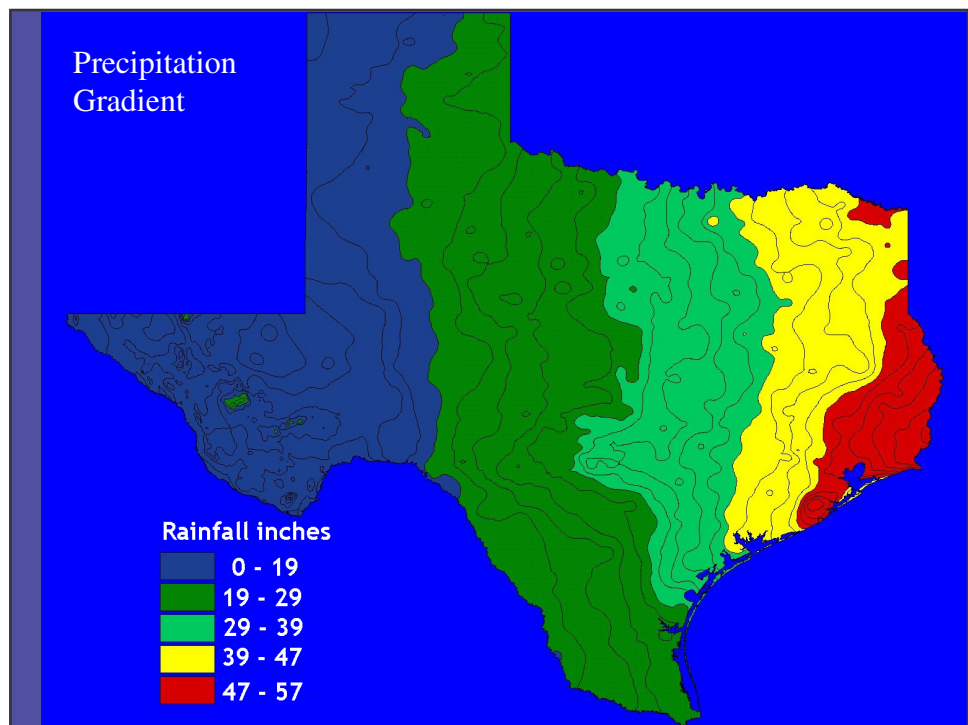 Precipitation
Gradient
Rainfall inches
0 - 19
19 - 29
29 - 39
39 - 47
47 - 57